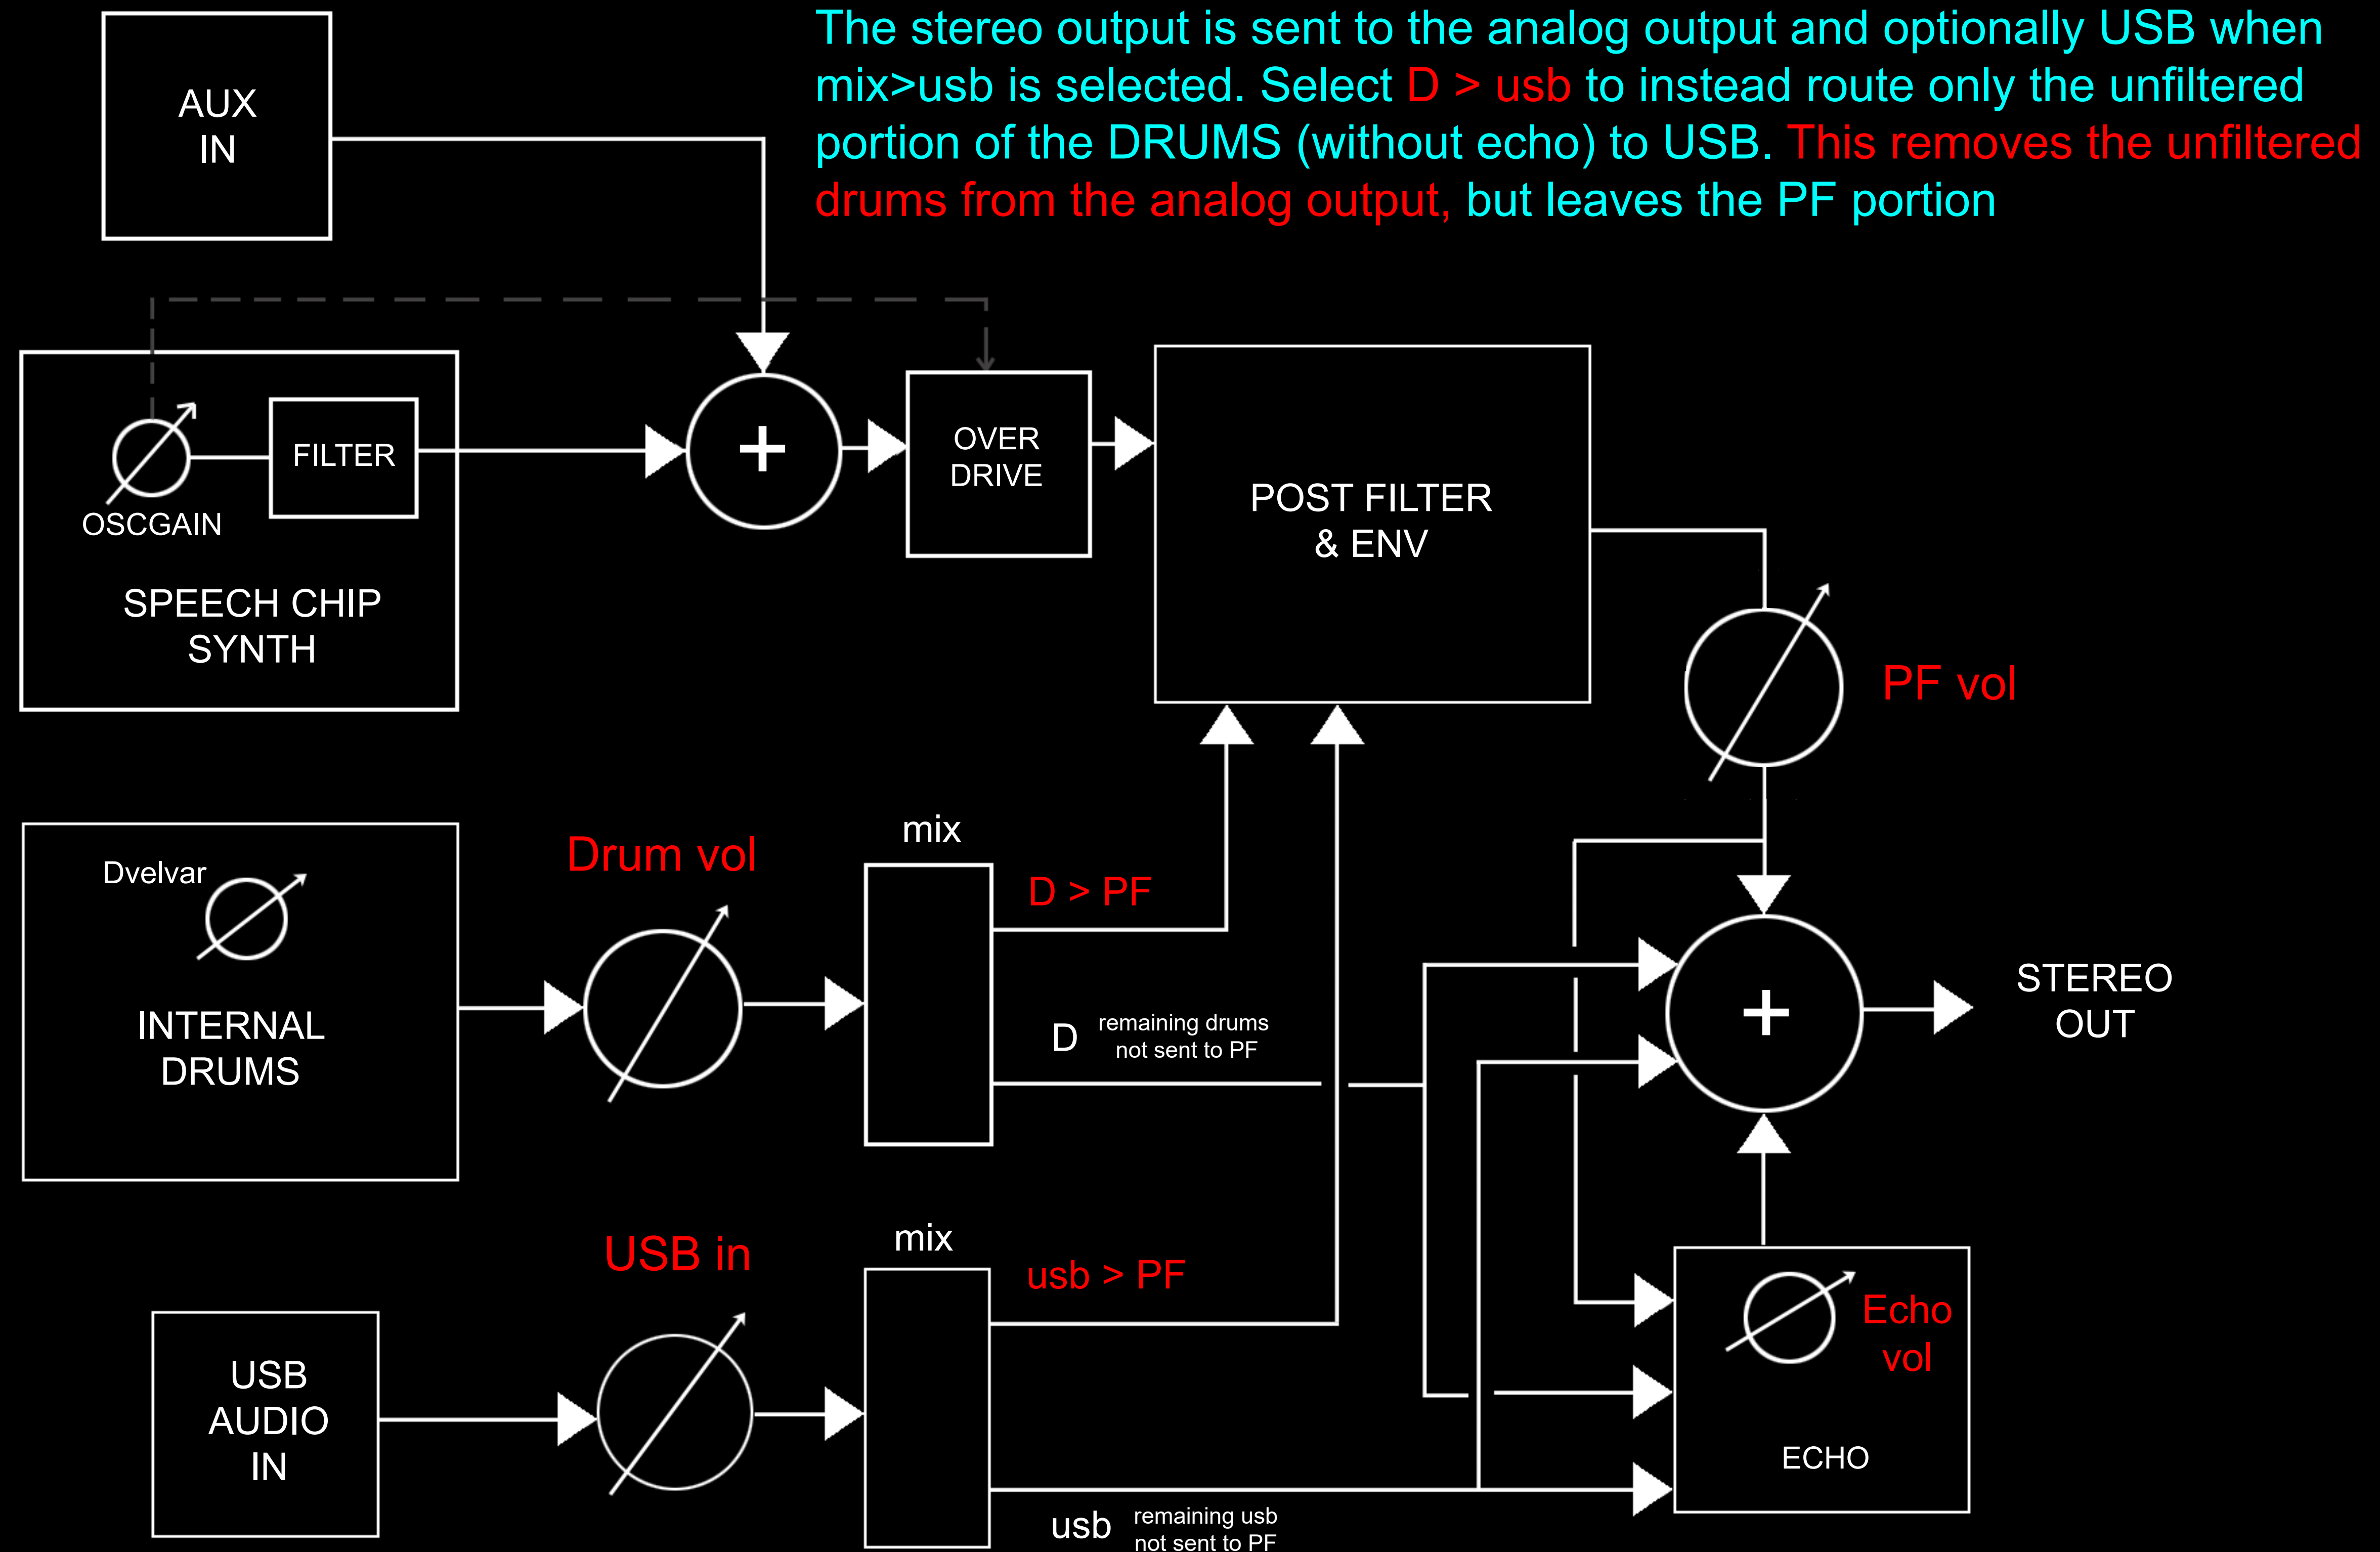 The stereo output is sent to the analog output and optionally USB when
mix>usb is selected. Select D > usb to instead route only the unfiltered
portion of the DRUMS (without echo) to USB. This removes the unfiltered
drums from the analog output, but leaves the PF portion
AUX
IN
FILTER
OSCGAIN
SPEECH CHIP
SYNTH
+
OVER
DRIVE
POST FILTER
& ENV
PF vol
Dvelvar
INTERNAL
DRUMS
Drum vol
mix
D > PF
D remaining drums
not sent to PF
+
STEREO
OUT
USB
AUDIO
IN
USB in
mix
usb > PF
usb remaining usb
not sent to PF
Echo
vol
ECHO